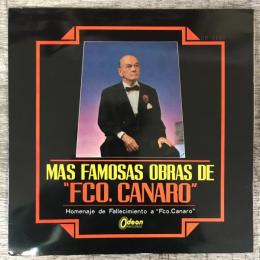 MAS FAMOSAS OBRAS DE
"FCO. CANARO"
Homenaje de Fallecimiento a "Fco.Canaro"
Odeon